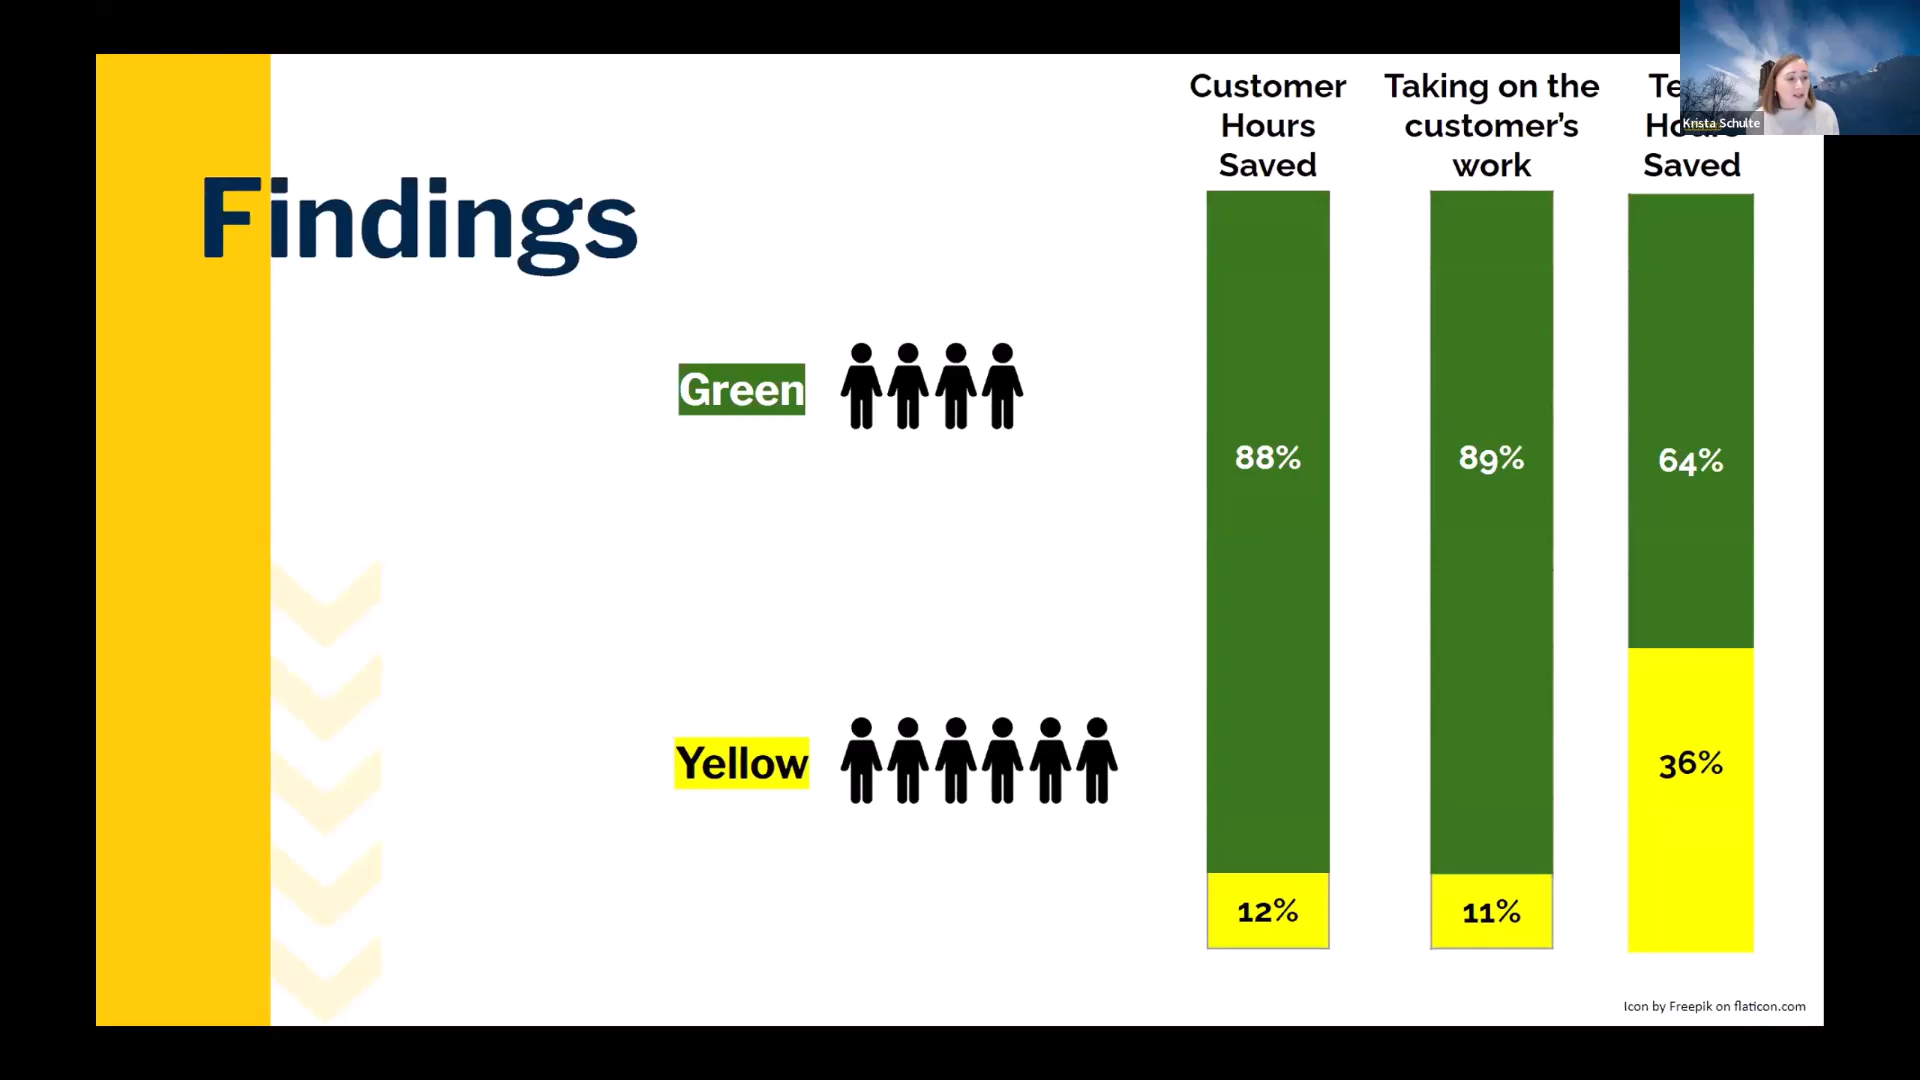 Findings
Customer
Hours
Saved
Taking on the
customer's
work
Saved
Krista Schulte
Green
88%
89%
64%
Yellow
36%
12%
11%
Icon by Freepik on flaticon.com